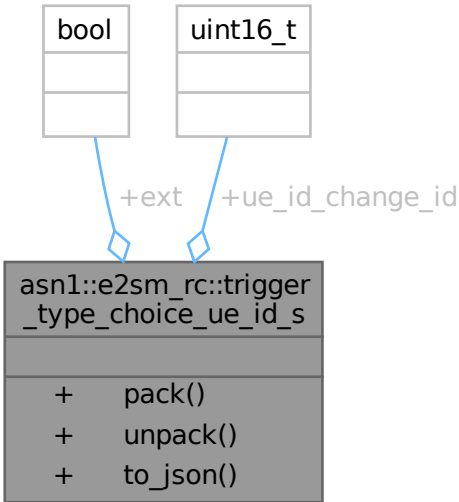 bool
uint16_t
+ext
+ue_id_change_id
asn1::e2sm_rc::trigger
_type_choice_ue_id_s
+ pack()
+ unpack()
+ to_json()